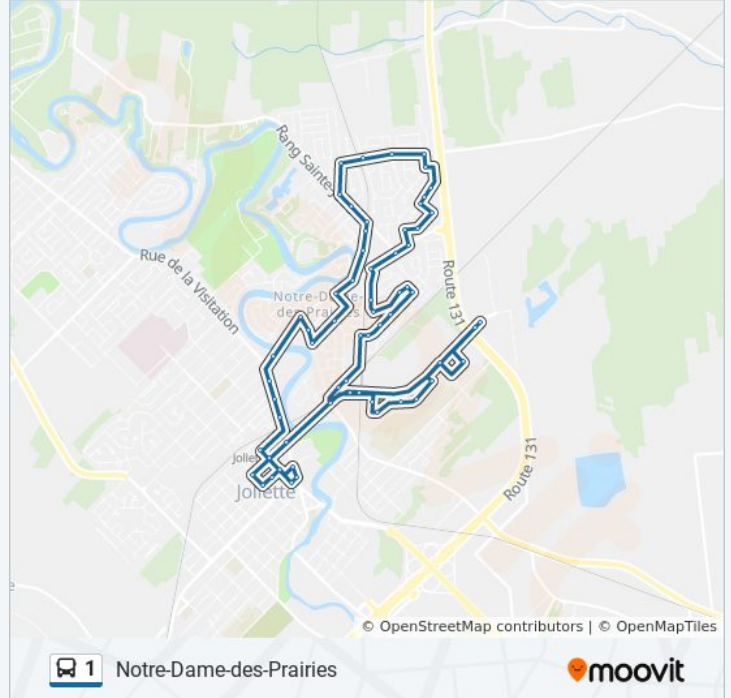 Rang Sainte-J
Rue de la Visitation
Notre-Dame-
des-Prairies
Route 131
Joliette
Joliette
Route 131
© OpenStreetMap contributors | © OpenMapTiles
1 Notre-Dame-des-Prairies
moovit